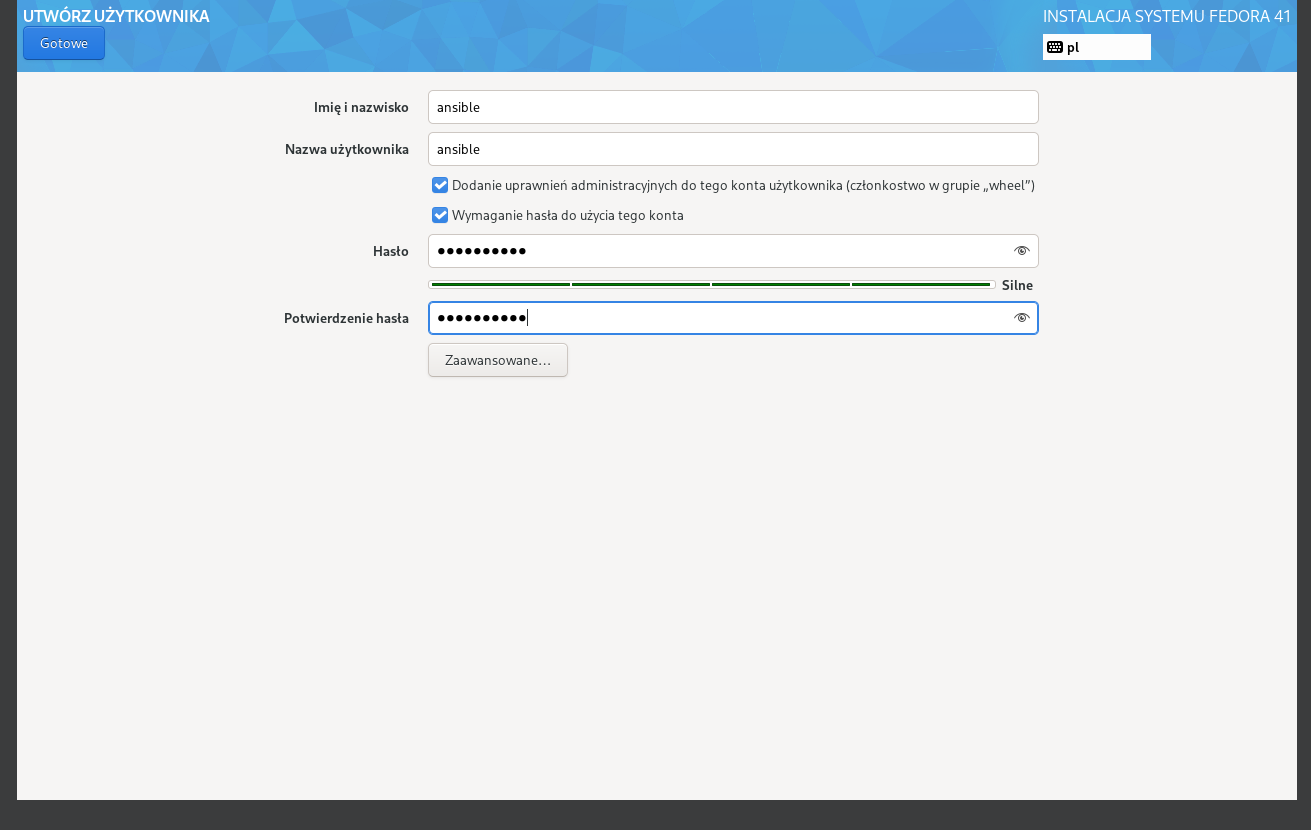 UTWÓRZ UŻYTKOWNIKA
INSTALACJA SYSTEMU FEDORA 41
Gotowe
pl
Imię i nazwisko
ansible
Nazwa użytkownika
ansible
Dodanie uprawnień administracyjnych do tego konta użytkownika (członkostwo w grupie „wheel”)
Wymaganie hasła do użycia tego konta
Hasło
●●●●●●●●●●
Silne
Potwierdzenie hasła
●●●●●●●●●●
Zaawansowane…